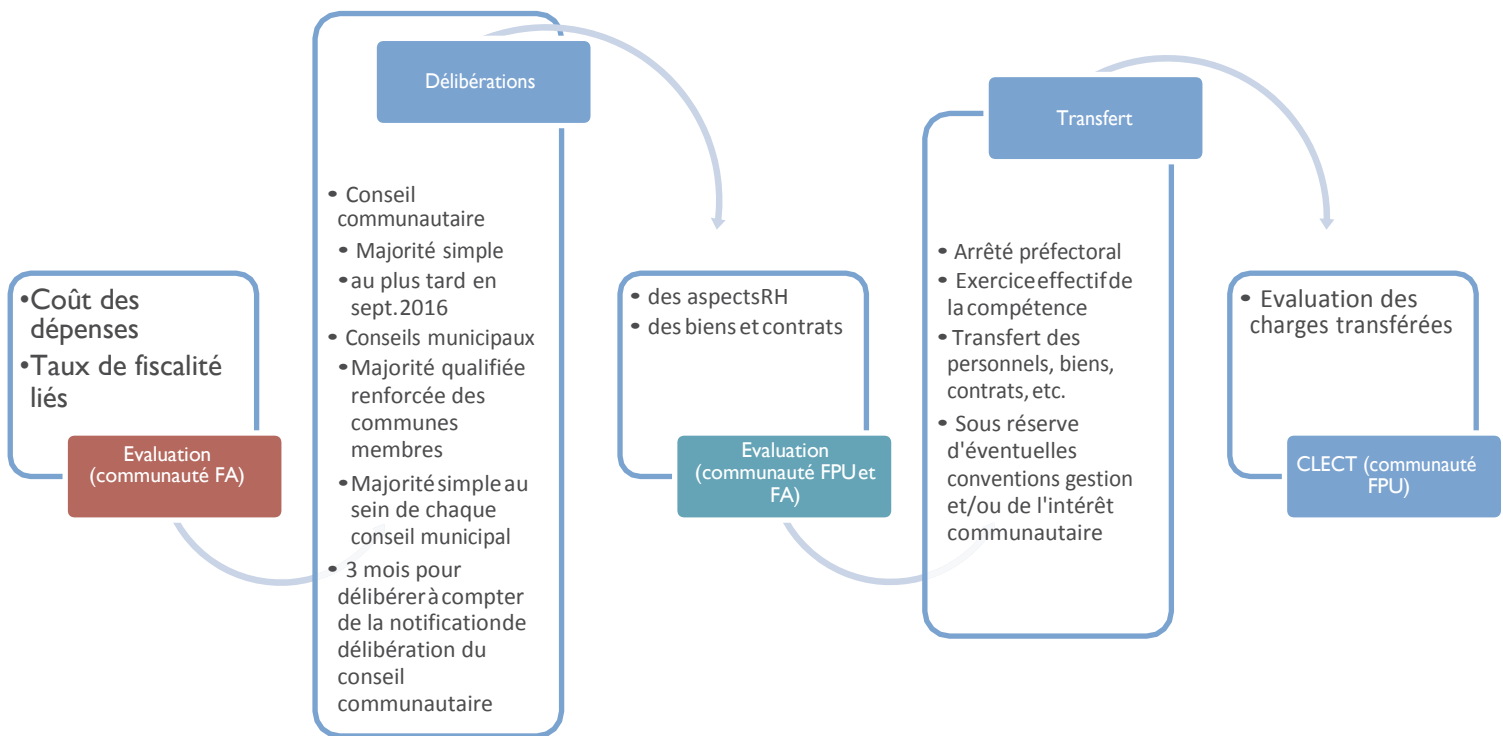 •Coût des
dépenses
•Taux de fiscalité
liés
Evaluation
(communauté FA)
Délibérations
• Conseil
communautaire
• Majorité simple
•au plus tard en
sept.2016
• Conseils municipaux
•Majorité qualifiée
renforcée des
communes
membres
•Majorité simple au
sein de chaque
conseil municipal
• 3 mois pour
délibérer à compter
de la notification de
délibération du
conseil
communautaire
• des aspects RH
• des biens et contrats
Evaluation
(communauté FPU et
FA)
Transfert
• Arrêté préfectoral
• Exercice effectif de
la compétence
•Transfert des
personnels, biens,
contrats, etc.
• Sous réserve
d'éventuelles
conventions gestion
et/ou de l'intérêt
communautaire
• Evaluation des
charges transférées
CLECT (communauté
FPU)